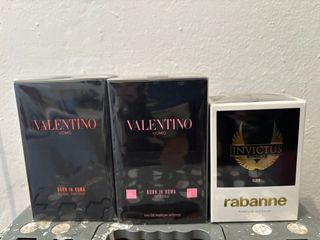 VALENTINO
UOMO
BORN IN ROMA
VALENTINO
UOMO
BORN IN ROMA
INTENSE
EAU DE PARFUM INTENSE
INVICTUS
rabanne